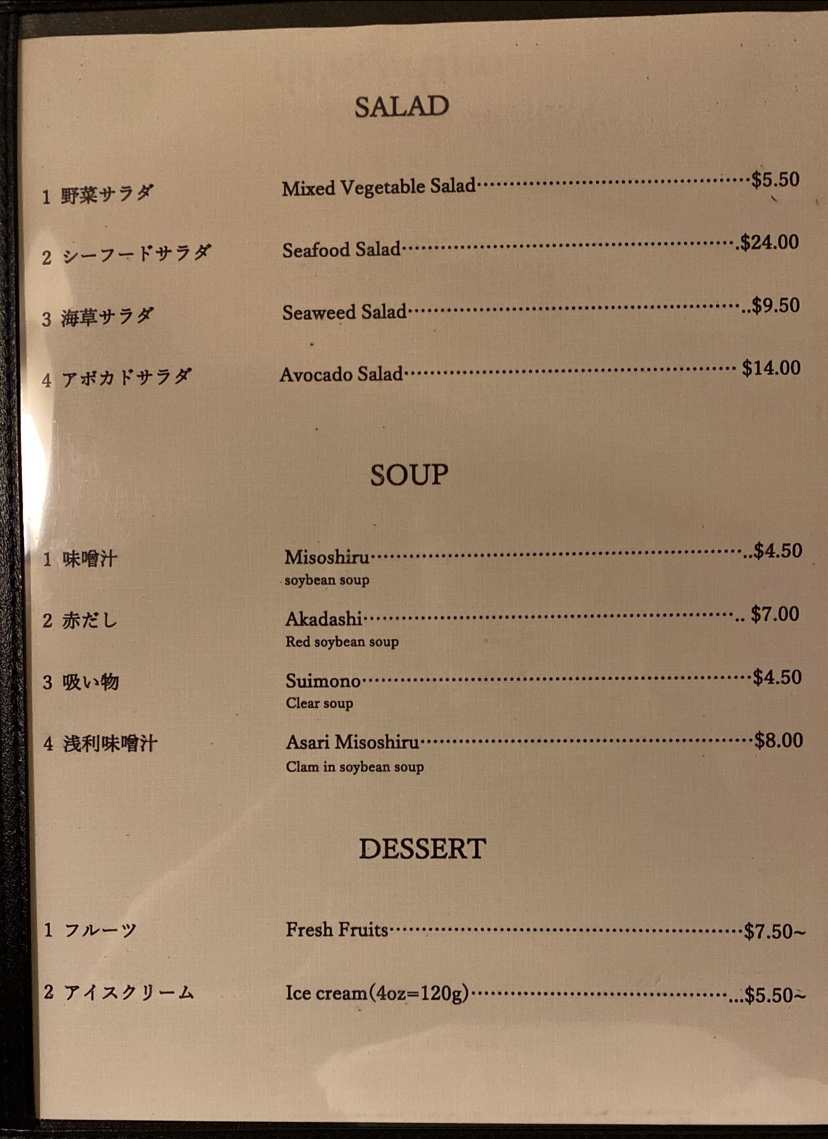 SALAD
1 野菜サラダ Mixed Vegetable Salad..............................$5.50
2 シーフードサラダ Seafood Salad..............................$24.00
3 海草サラダ Seaweed Salad..............................$9.50
4 アボカドサラダ Avocado Salad.............................. $14.00
SOUP
1 味噌汁 Misoshiru..............................$4.50
soybean soup
2 赤だし Akadashi.............................. $7.00
Red soybean soup
3 吸い物 Suimono..............................$4.50
Clear soup
4 浅利味噌汁 Asari Misoshiru..............................$8.00
Clam in soybean soup
DESSERT
1 フルーツ Fresh Fruits..............................$7.50~
2 アイスクリーム Ice cream(4oz=120g)..............................$5.50~